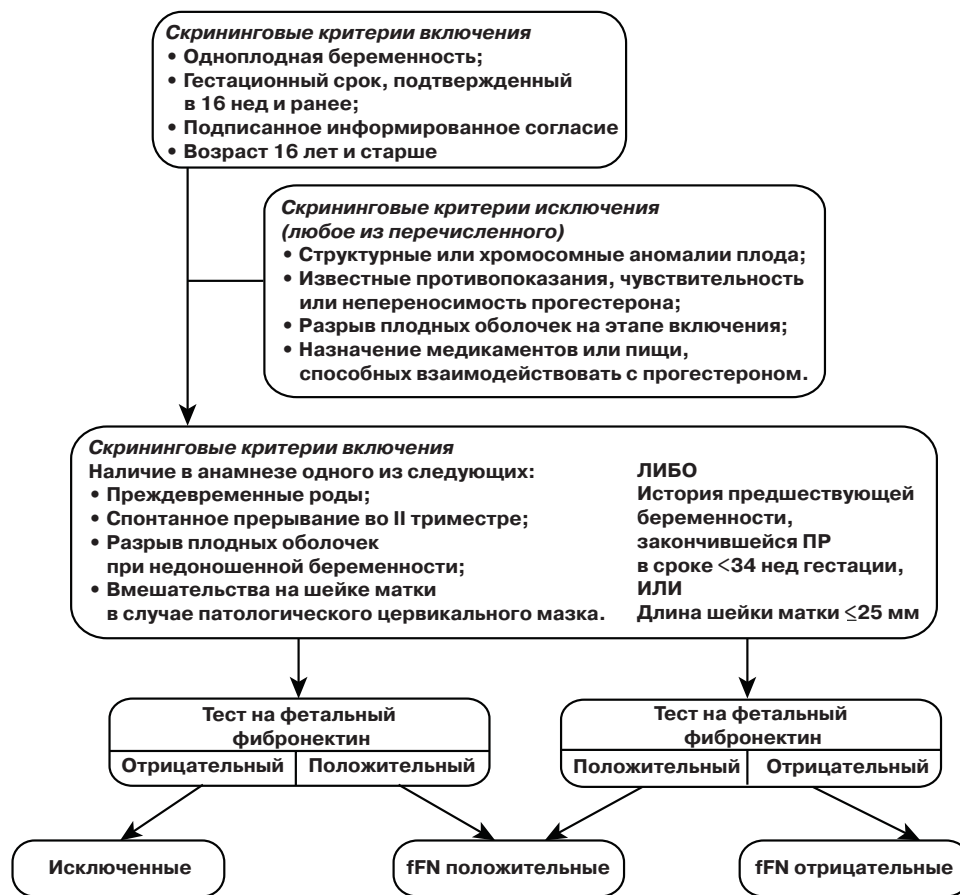 Скрининговые критерии включения
• Одноплодная беременность;
• Гестационный срок, подтвержденный
в 16 нед и ранее;
• Подписанное информированное согласие
• Возраст 16 лет и старше
Скрининговые критерии исключения
(любое из перечисленного)
• Структурные или хромосомные аномалии плода;
• Известные противопоказания, чувствительность
или непереносимость прогестерона;
• Разрыв плодных оболочек на этапе включения;
• Назначение медикаментов или пищи,
способных взаимодействовать с прогестероном.
Скрининговые критерии включения
Наличие в анамнезе одного из следующих:
• Преждевременные роды;
• Спонтанное прерывание во II триместре;
• Разрыв плодных оболочек
при недоношенной беременности;
• Вмешательства на шейке матки
в случае патологического цервикального мазка.
ЛИБО
История предшествующей
беременности,
закончившейся ПР
в сроке <34 нед гестации,
ИЛИ
Длина шейки матки ≤25 мм
Тест на фетальный
фибронектин
Отрицательный
Положительный
Тест на фетальный
фибронектин
Положительный
Отрицательный
Исключенные
fFN положительные
fFN отрицательные